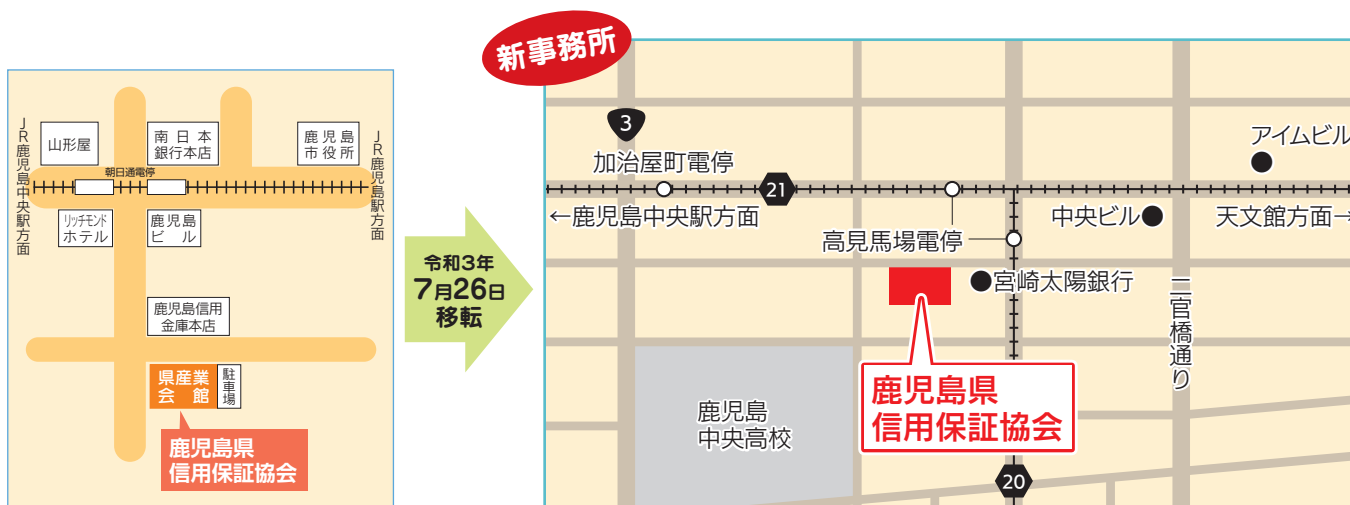 新事務所
JR鹿児島中央駅方面
山形屋
南日本
銀行本店
鹿児島
市役所
JR鹿児島駅方面
朝日通電停
リッチモンド
ホテル
鹿児島
ビル
鹿児島信用
金庫本店
県産業
会館
駐車場
鹿児島県
信用保証協会
令和3年
7月26日
移転
3
アイムビル
加治屋町電停
21
←鹿児島中央駅方面
中央ビル
天文館方面→
高見馬場電停
宮崎太陽銀行
二官橋通り
鹿児島県
信用保証協会
鹿児島
中央高校
20